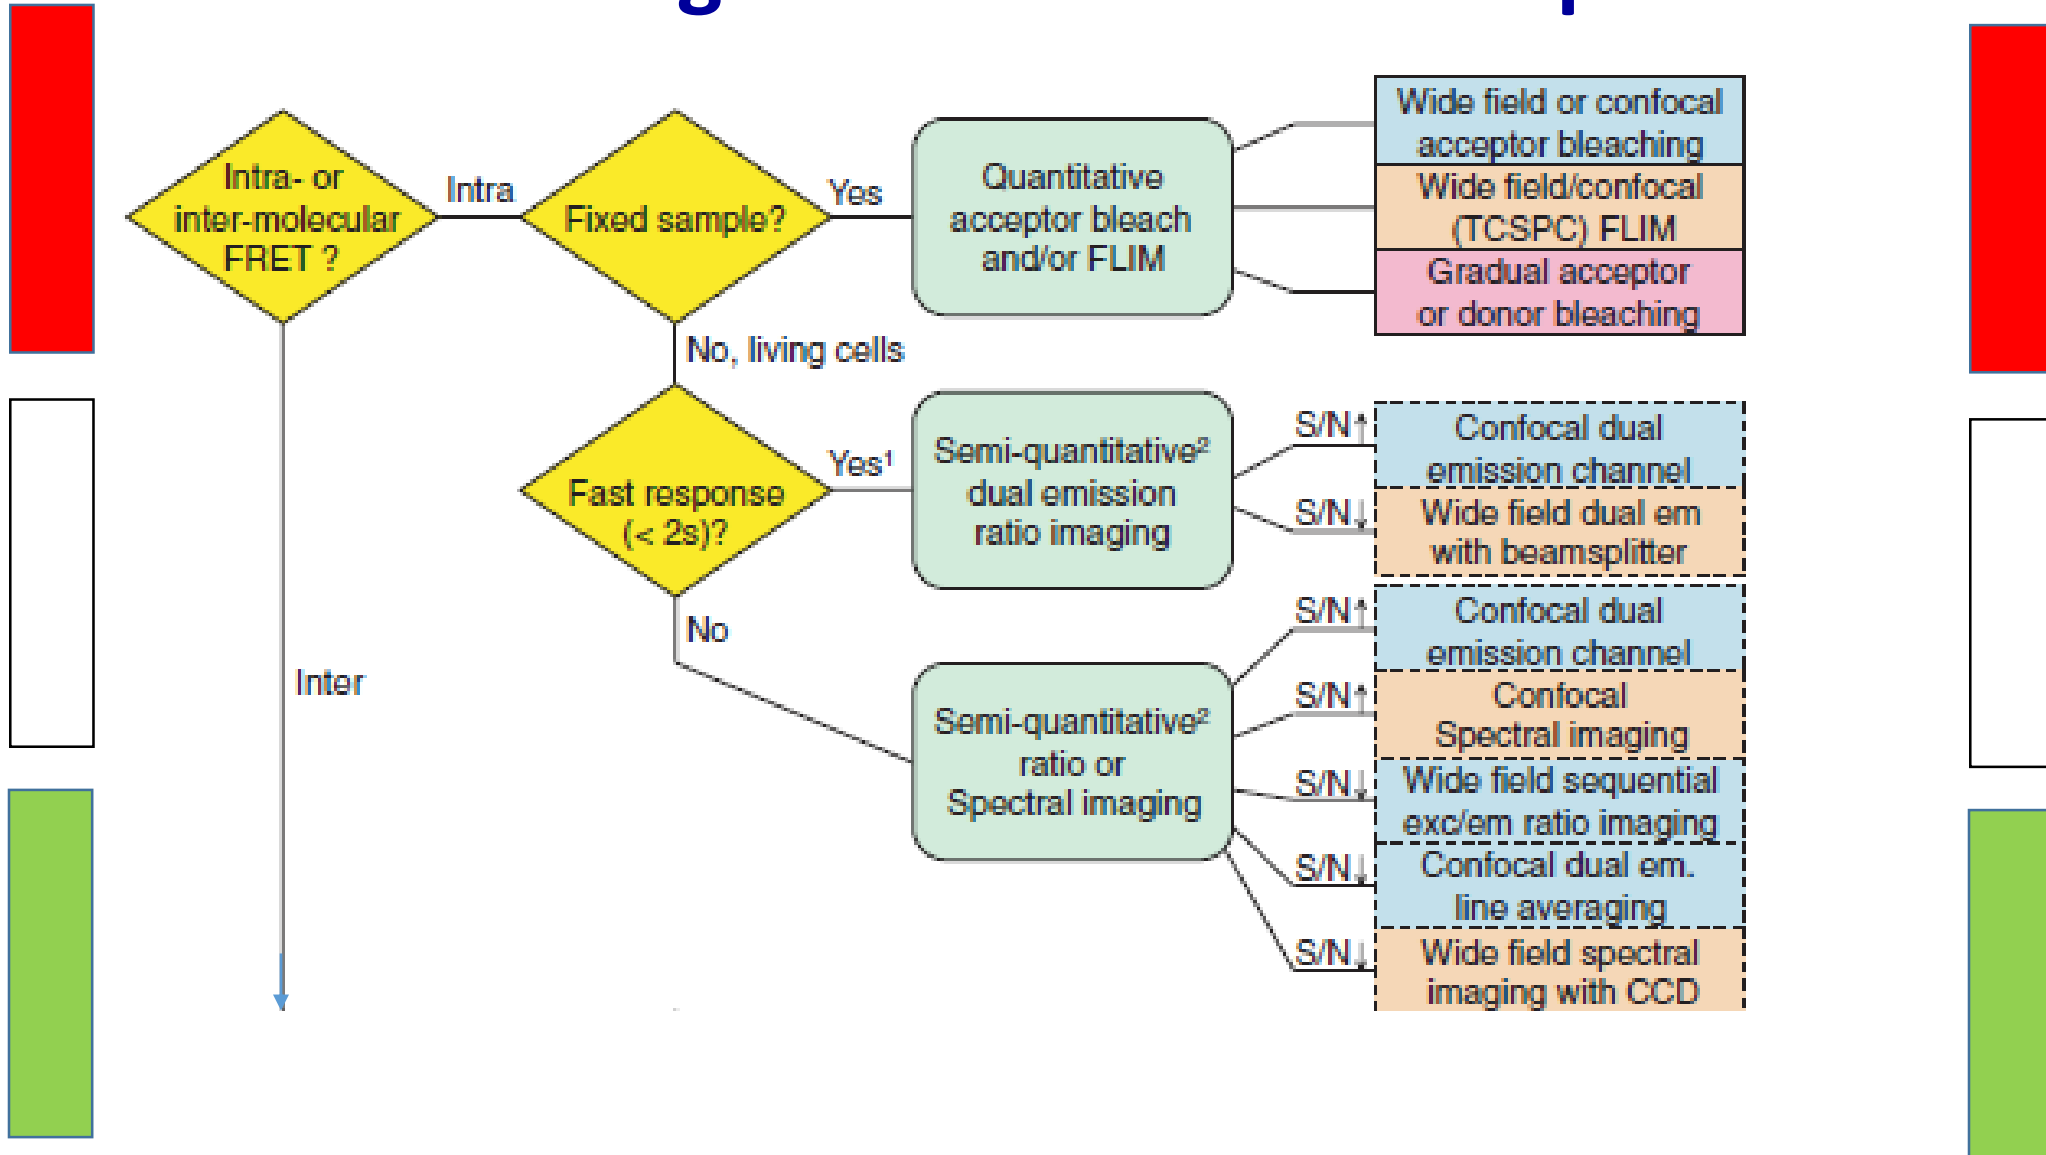 Intra- or
inter-molecular
FRET ?
Intra
Fixed sample?
Yes
Quantitative
acceptor bleach
and/or FLIM
Wide field or confocal
acceptor bleaching
Wide field/confocal
(TCSPC) FLIM
Gradual acceptor
or donor bleaching
No, living cells
Fast response
(< 2s)?
Yes¹
Semi-quantitative²
dual emission
ratio imaging
S/N↑
Confocal dual
emission channel
S/N↓
Wide field dual em
with beamsplitter
No
Inter
Semi-quantitative²
ratio or
Spectral imaging
S/N↑
Confocal dual
emission channel
S/N↑
Confocal
Spectral imaging
S/N↓
Wide field sequential
exc/em ratio imaging
S/N↓
Confocal dual em.
line averaging
S/N↓
Wide field spectral
imaging with CCD